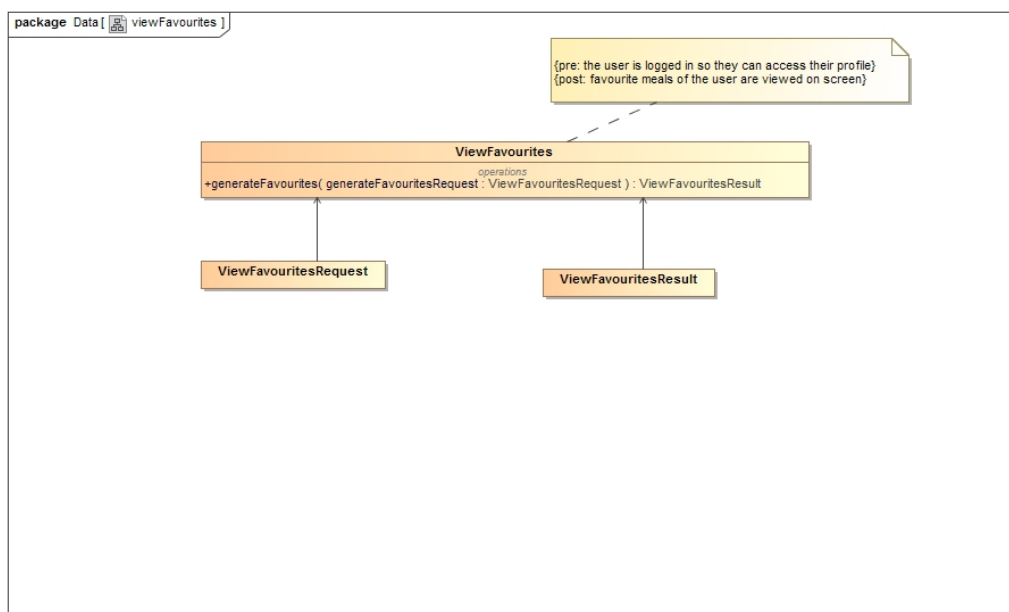 package Data [ viewFavourites ]
{pre: the user is logged in so they can access their profile}
{post: favourite meals of the user are viewed on screen}
ViewFavourites
operations
+generateFavourites( generateFavouritesRequest : ViewFavouritesRequest ) : ViewFavouritesResult
ViewFavouritesRequest
ViewFavouritesResult